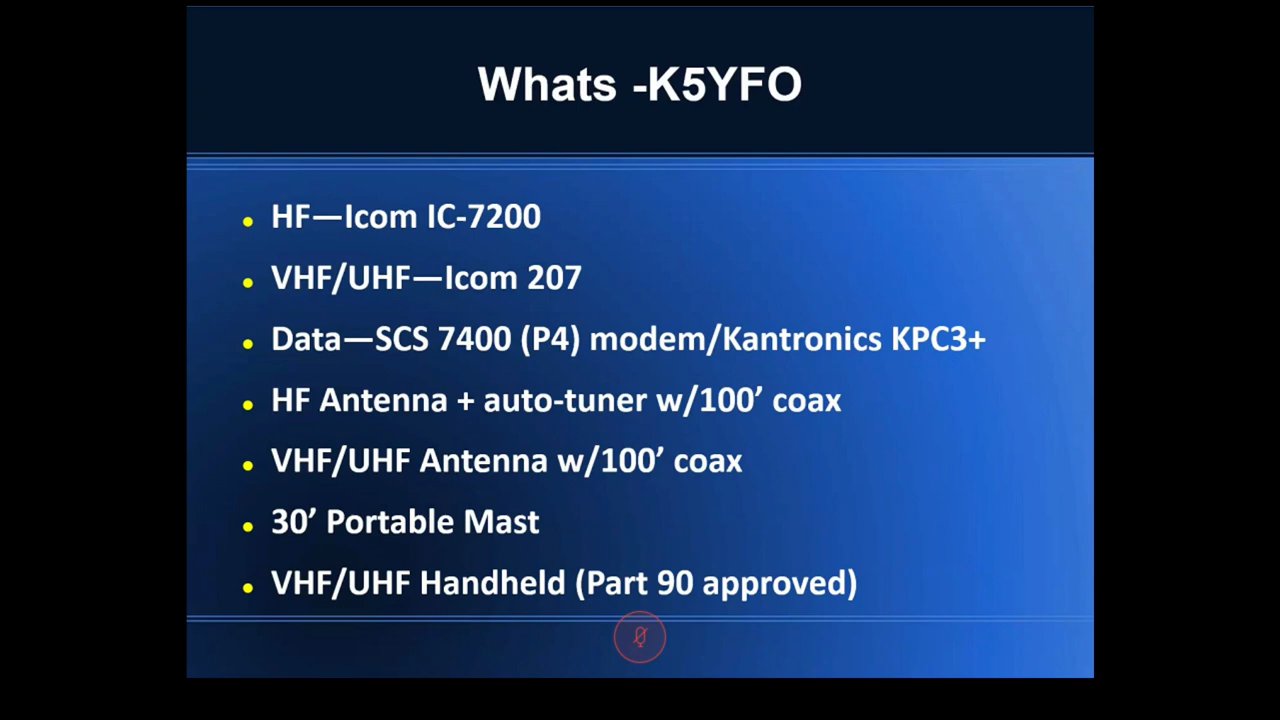 Whats -K5YFO
• HF—Icom IC-7200
• VHF/UHF—Icom 207
• Data—SCS 7400 (P4) modem/Kantronics KPC3+
• HF Antenna + auto-tuner w/100’ coax
• VHF/UHF Antenna w/100’ coax
• 30’ Portable Mast
• VHF/UHF Handheld (Part 90 approved)